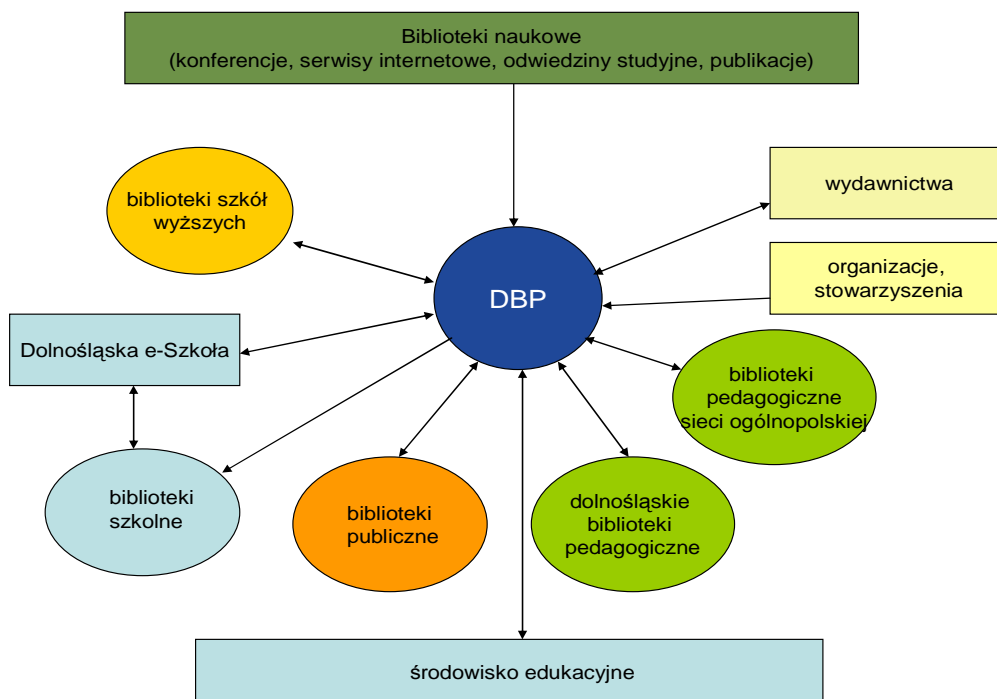 Biblioteki naukowe
(konferencje, serwisy internetowe, odwiedziny studyjne, publikacje)
biblioteki szkół
wyższych
wydawnictwa
organizacje,
stowarzyszenia
DBP
Dolnośląska e-Szkoła
biblioteki
pedagogiczne
sieci ogólnopolskiej
biblioteki
szkolne
biblioteki
publiczne
dolnośląskie
biblioteki
pedagogiczne
środowisko edukacyjne